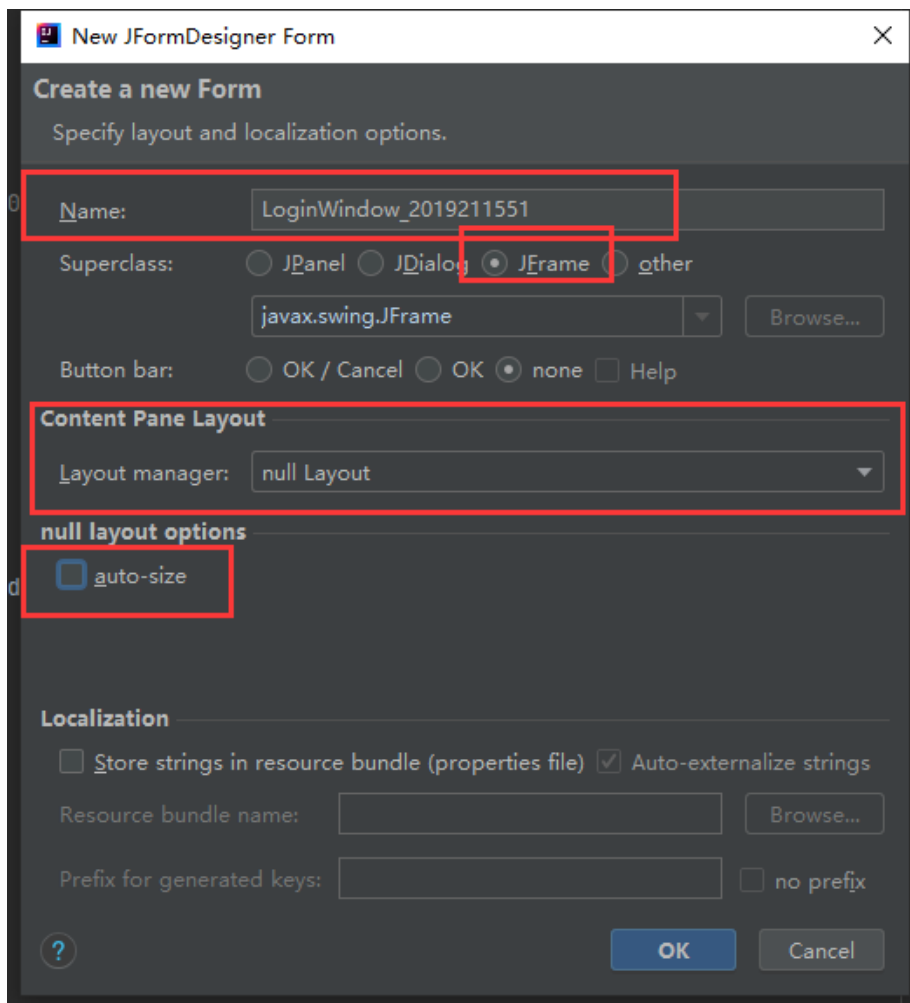 New JFormDesigner Form
Create a new Form
Specify layout and localization options.
0
Name: LoginWindow_2019211551
Superclass: JPanel JDialog JFrame other
javax.swing.JFrame Browse...
Button bar: OK / Cancel OK none Help
Content Pane Layout
Layout manager: null Layout
null layout options
d
auto-size
Localization
Store strings in resource bundle (properties file) Auto-externalize strings
Resource bundle name: Browse...
Prefix for generated keys: no prefix
? OK Cancel